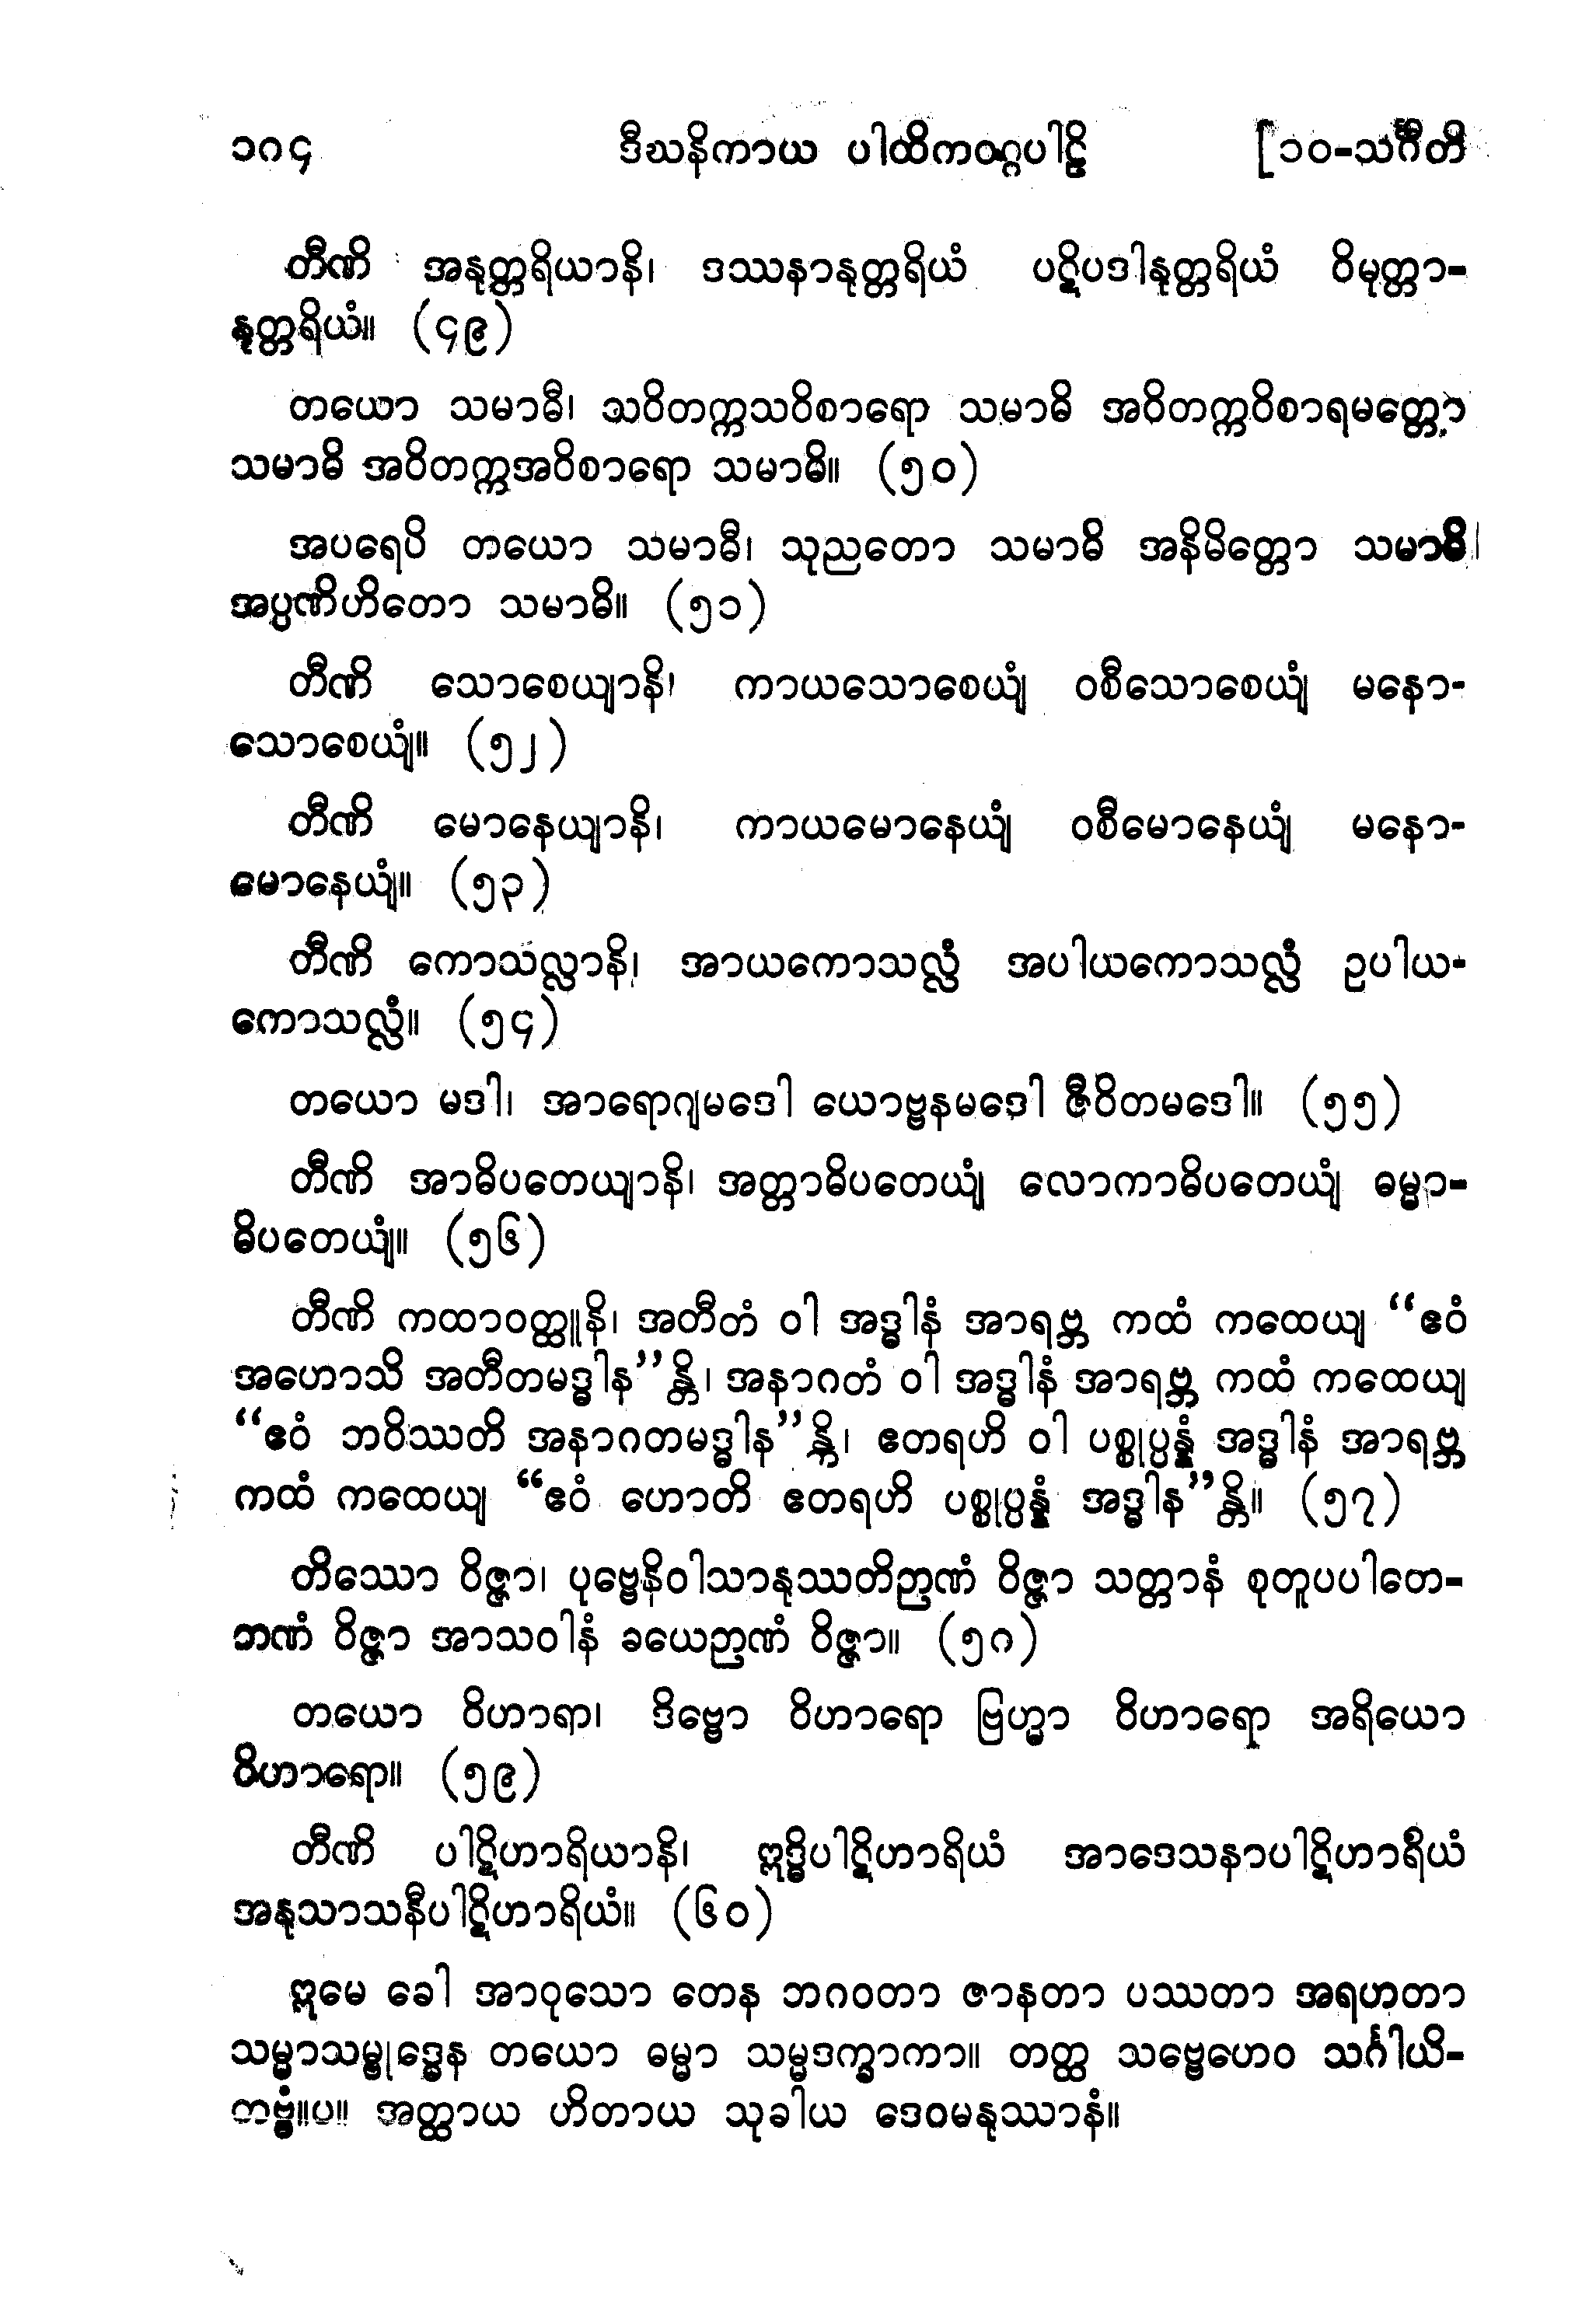 ၁၈၄ ဒီဃနိကာယ ပါထိကဝဂ္ဂပါဠိ [၁၀-သင်္ဂီတိ
တီဏိ အနုတ္တရိယာနိ၊ ဒဿနာနုတ္တရိယံ ပဋိပဒါနုတ္တရိယံ ဝိမုတ္တာ-
နုတ္တရိယံ။ (၄၉)
တယော သမာဓီ၊ သဝိတက္ကသဝိစာရော သမာဓိ အဝိတက္ကဝိစာရမတ္တော
သမာဓိ အဝိတက္ကအဝိစာရော သမာဓိ။ (၅၀)
အပရေပိ တယော သမာဓီ၊ သုညတော သမာဓိ အနိမိတ္တော သမာဓိ
အပ္ပဏိဟိတော သမာဓိ။ (၅၁)
တီဏိ သောစေယျာနိ၊ ကာယသောစေယျံ ဝစီသောစေယျံ မနော-
သောစေယျံ။ (၅၂)
တီဏိ မောနေယျာနိ၊ ကာယမောနေယျံ ဝစီမောနေယျံ မနော-
မောနေယျံ။ (၅၃)
တီဏိ ကောသလ္လာနိ၊ အာယကောသလ္လံ အပါယကောသလ္လံ ဥပါယ-
ကောသလ္လံ။ (၅၄)
တယော မဒါ၊ အာရောဂျမဒေါ ယောဗ္ဗနမဒေါ ဇီဝိတမဒေါ။ (၅၅)
တီဏိ အာဓိပတေယျာနိ၊ အတ္တာဓိပတေယျံ လောကာဓိပတေယျံ ဓမ္မာ-
ဓိပတေယျံ။ (၅၆)
တီဏိ ကထာဝတ္ထူနိ၊ အတီတံ ဝါ အဒ္ဓါနံ အာရဗ္ဘ ကထံ ကထေယျ “ဧဝံ
အဟောသိ အတီတမဒ္ဓါန”န္တိ၊ အနာဂတံ ဝါ အဒ္ဓါနံ အာရဗ္ဘ ကထံ ကထေယျ
“ဧဝံ ဘဝိဿတိ အနာဂတမဒ္ဓါန”န္တိ၊ ဧတရဟိ ဝါ ပစ္စုပ္ပန္နံ အဒ္ဓါနံ အာရဗ္ဘ
ကထံ ကထေယျ “ဧဝံ ဟောတိ ဧတရဟိ ပစ္စုပ္ပန္နံ အဒ္ဓါန”န္တိ။ (၅၇)
တိဿော ဝိဇ္ဇာ၊ ပုဗ္ဗေနိဝါသာနုဿတိဉာဏံ ဝိဇ္ဇာ သတ္တာနံ စုတူပပါတေ-
ဉာဏံ ဝိဇ္ဇာ အာသဝါနံ ခယေဉာဏံ ဝိဇ္ဇာ။ (၅၈)
တယော ဝိဟာရာ၊ ဒိဗ္ဗော ဝိဟာရော ဗြဟ္မာ ဝိဟာရော အရိယော
ဝိဟာရော။ (၅၉)
တီဏိ ပါဋိဟာရိယာနိ၊ ဣဒ္ဓိပါဋိဟာရိယံ အာဒေသနာပါဋိဟာရိယံ
အနုသာသနီပါဋိဟာရိယံ။ (၆၀)
ဣမေ ခေါ အာဝုသော တေန ဘဂဝတာ ဇာနတာ ပဿတာ အရဟတာ
သမ္မာသမ္ဗုဒ္ဓေန တယော ဓမ္မာ သမ္မဒက္ခာတာ။ တတ္ထ သဗ္ဗေဟေဝ သင်္ဂါယိ-
တဗ္ဗံ။ပ။ အတ္ထာယ ဟိတာယ သုခါယ ဒေဝမနုဿာနံ။